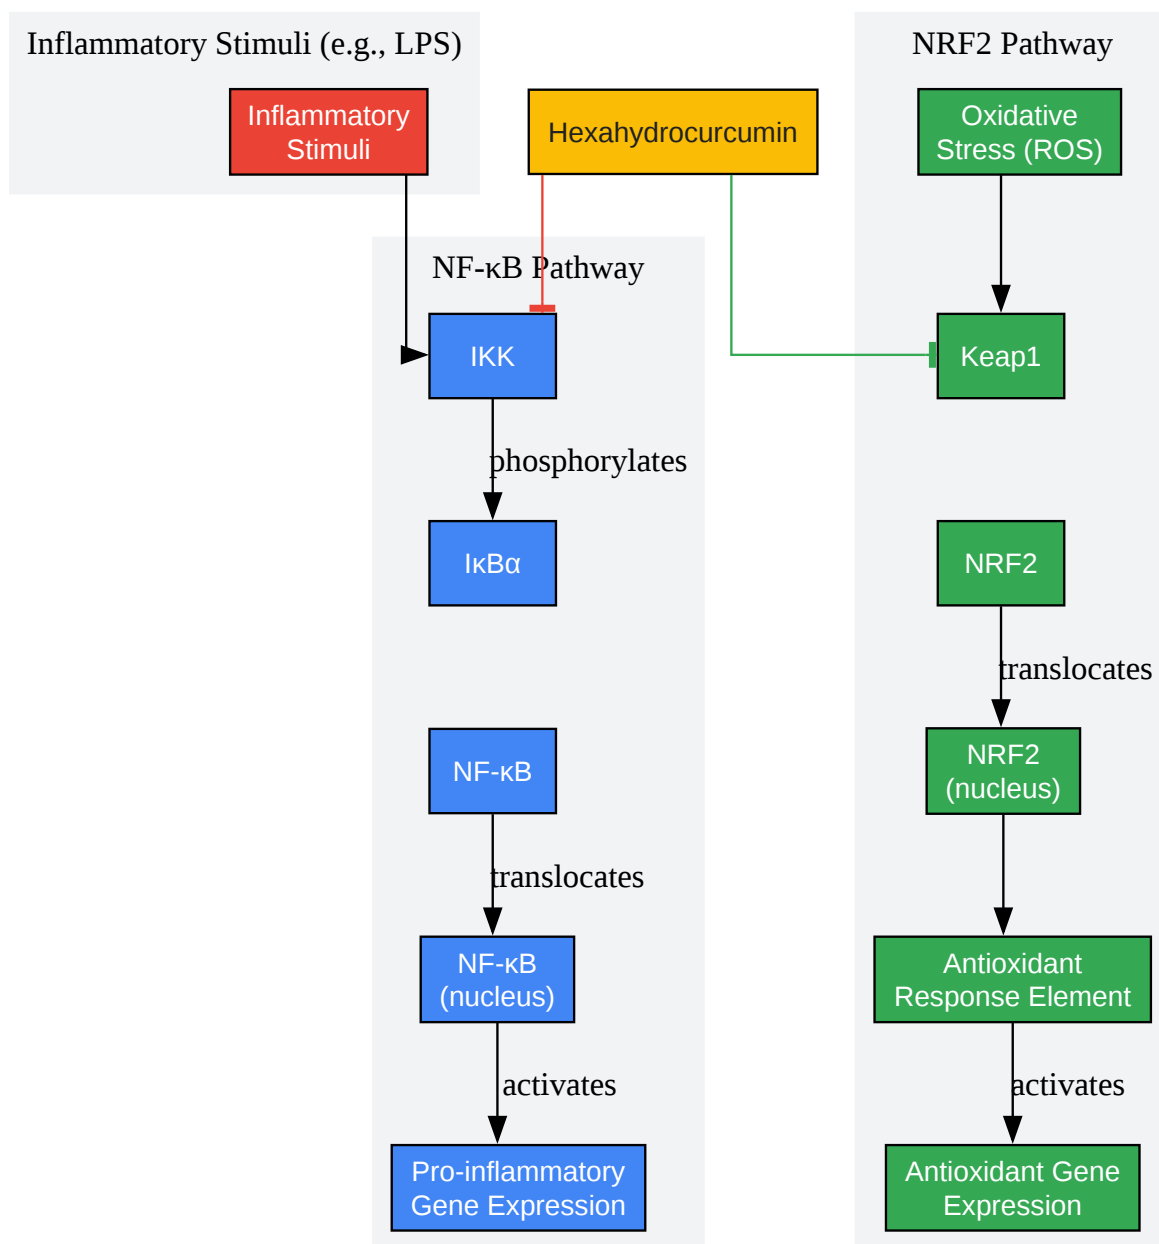 Inflammatory Stimuli (e.g., LPS)
NRF2 Pathway
Inflammatory
Stimuli
Hexahydrocurcumin
Oxidative
Stress (ROS)
NF-κB Pathway
IKK
Keap1
phosphorylates
IκBα
NRF2
translocates
NF-κB
NRF2
(nucleus)
translocates
NF-κB
(nucleus)
Antioxidant
Response Element
activates
activates
Pro-inflammatory
Gene Expression
Antioxidant Gene
Expression